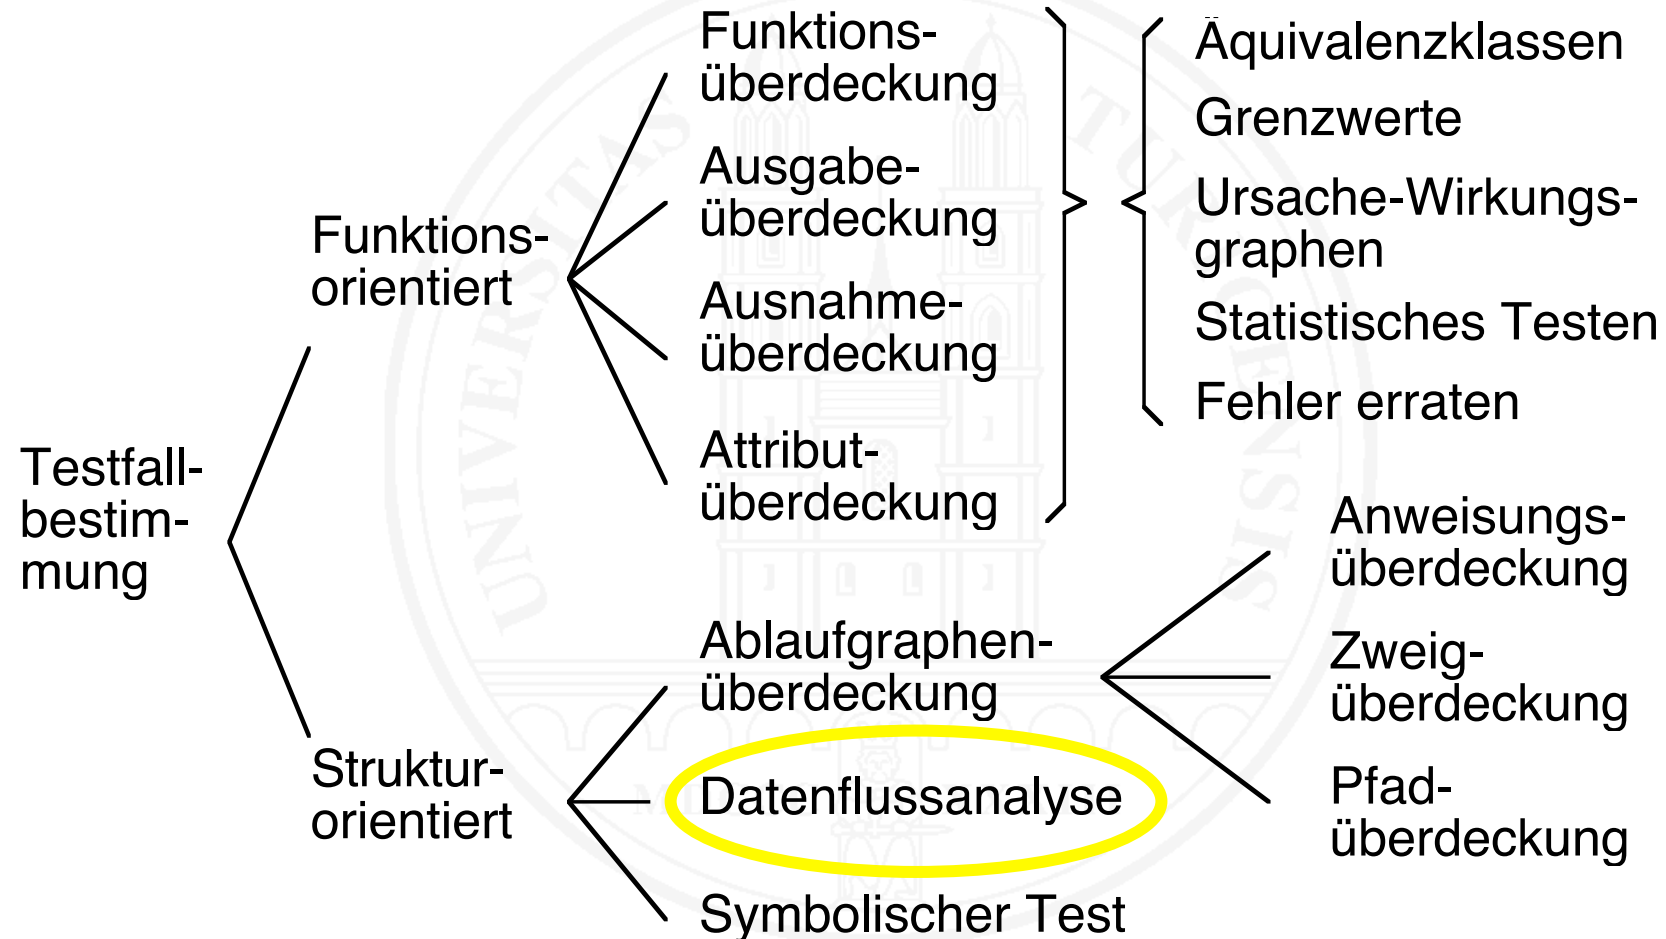 Testfall-
bestim-
mung
Funktions-
orientiert
Funktions-
überdeckung
Ausgabe-
überdeckung
Ausnahme-
überdeckung
Attribut-
überdeckung
Äquivalenzklassen
Grenzwerte
Ursache-Wirkungs-
graphen
Statistisches Testen
Fehler erraten
Struktur-
orientiert
Ablaufgraphen-
überdeckung
Datenflussanalyse
Symbolischer Test
Anweisungs-
überdeckung
Zweig-
überdeckung
Pfad-
überdeckung
UNIVERSITAS